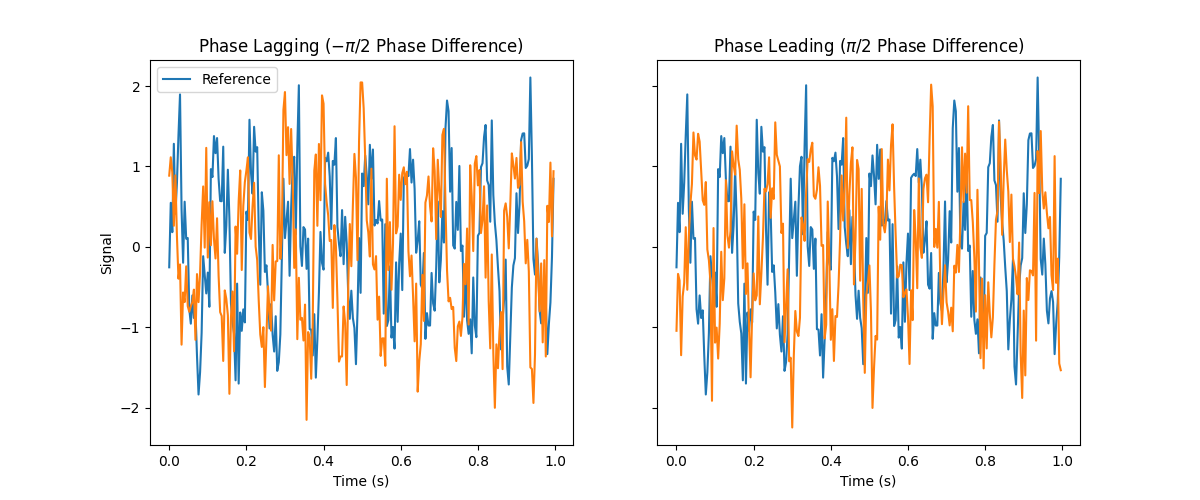 Phase Lagging (−π/2 Phase Difference)
Phase Leading (π/2 Phase Difference)
Reference
Signal
2
1
0
−1
−2
0.0 0.2 0.4 0.6 0.8 1.0
0.0 0.2 0.4 0.6 0.8 1.0
Time (s)
Time (s)